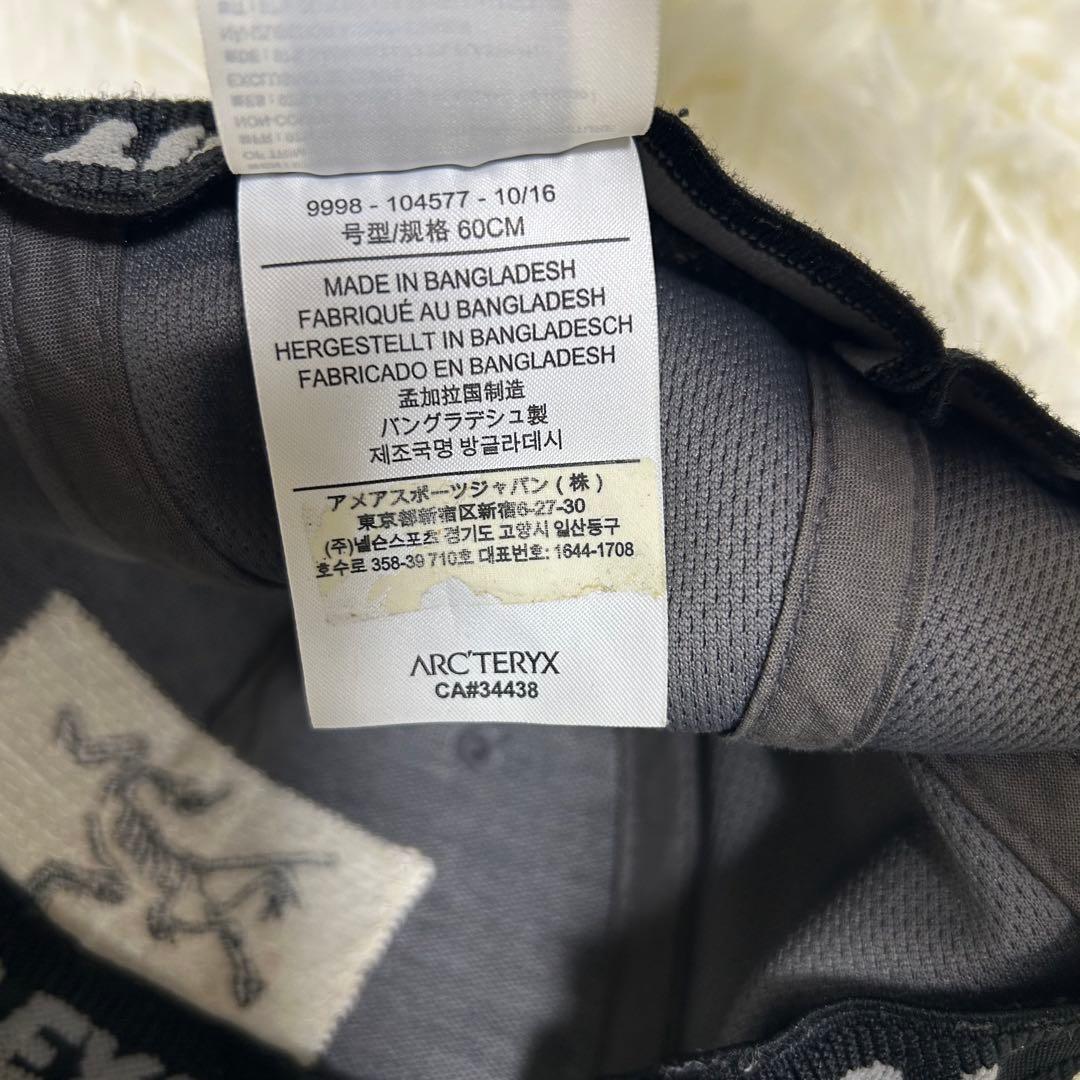 9998 - 104577 - 10/16
号型/规格 60CM
MADE IN BANGLADESH
FABRIQUÉ AU BANGLADESH
HERGESTELLT IN BANGLADESCH
FABRICADO EN BANGLADESH
孟加拉国制造
バングラデシュ製
제조국명 방글라데시
アメアスポーツジャパン(株)
東京都新宿区新宿6-27-30
(주)넬슨스포츠 경기도 고양시 일산동구
호수로 358-39 710호 대표번호: 1644-1708
ARC'TERYX
CA#34438